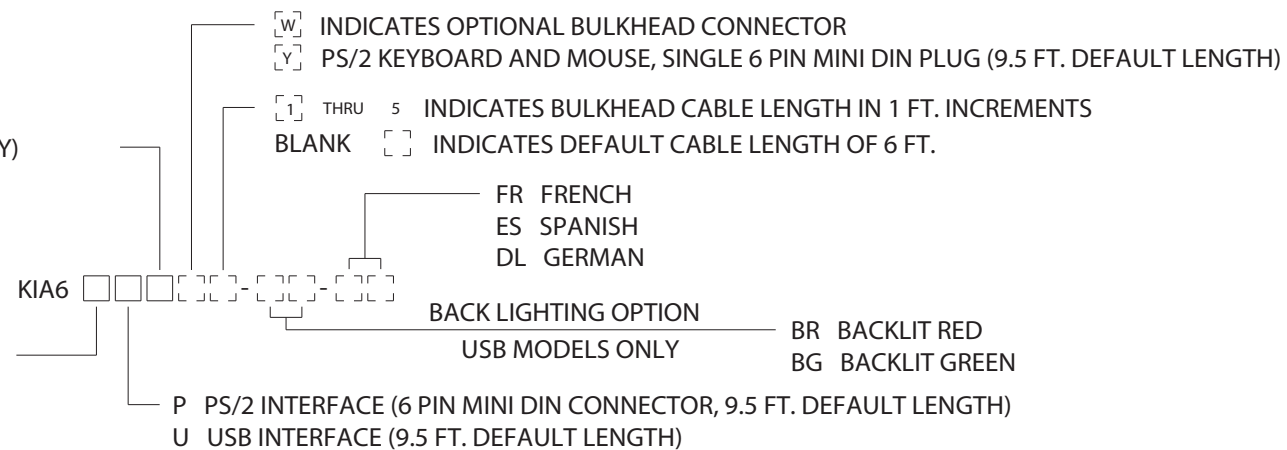 W INDICATES OPTIONAL BULKHEAD CONNECTOR
Y PS/2 KEYBOARD AND MOUSE, SINGLE 6 PIN MINI DIN PLUG (9.5 FT. DEFAULT LENGTH)
1 THRU 5 INDICATES BULKHEAD CABLE LENGTH IN 1 FT. INCREMENTS
Y)
BLANK INDICATES DEFAULT CABLE LENGTH OF 6 FT.
FR FRENCH
ES SPANISH
DL GERMAN
KIA6 - -
BACK LIGHTING OPTION
USB MODELS ONLY
BR BACKLIT RED
BG BACKLIT GREEN
P PS/2 INTERFACE (6 PIN MINI DIN CONNECTOR, 9.5 FT. DEFAULT LENGTH)
U USB INTERFACE (9.5 FT. DEFAULT LENGTH)